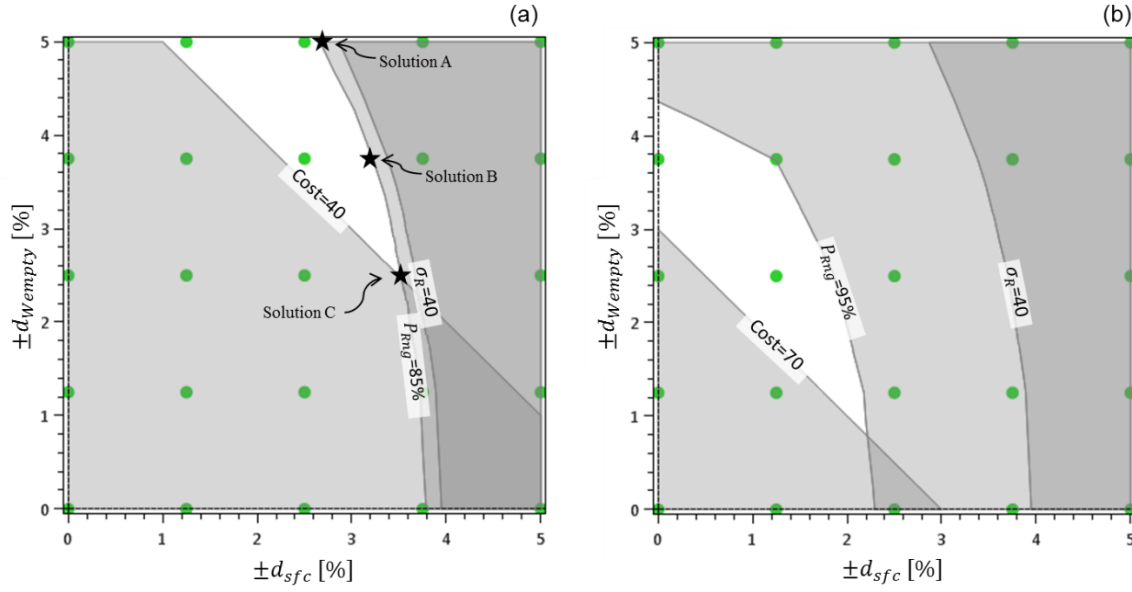 (a)
5
4
3
2
1
0
0
1
2
3
4
5
±d_Wempty [%]
±d_sfc [%]
Solution A
Solution B
Solution C
Cost=40
σ_R=40
P_Rng=85%
(b)
5
4
3
2
1
0
0
1
2
3
4
5
±d_Wempty [%]
±d_sfc [%]
P_Rng=95%
σ_R=40
Cost=70